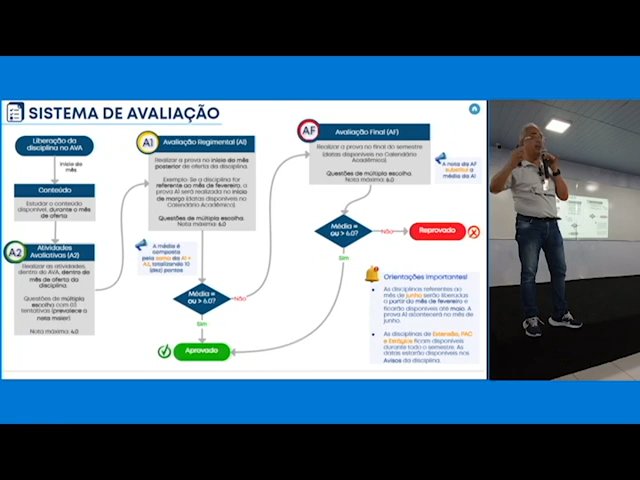 SISTEMA DE AVALIAÇÃO
Liberação da
disciplina no AVA
Início do
mês
Conteúdo
Estudar o conteúdo
disponível, durante o mês
de oferta
A2
Atividades
Avaliativas (A2)
Realizar as atividades,
dentro do AVA, dentro do
mês de oferta da
disciplina.
Questões de múltipla
escolha com 03
tentativas (prevalece a
nota maior)
Nota máxima: 4.0
A1
Avaliação Regimental (A1)
Realizar a prova no início do mês
posterior de oferta da disciplina.
Exemplo: Se a disciplina for
referente ao mês de fevereiro, a
prova A1 será realizada no início
de março (datas disponíveis no
Calendário Acadêmico)
Questões de múltipla escolha
Nota máxima: 6.0
A média é
composta
pela soma da A1 +
A2, totalizando 10
(dez) pontos
Média =
ou > 6.0?
Não
Sim
Aprovado
AF
Avaliação Final (AF)
Realizar a prova no final do semestre
(datas disponíveis no Calendário
Acadêmico).
Questões de múltipla escolha.
Nota máxima: 6.0
A nota da AF
substitui a
média da A1
Média =
ou > 6.0?
Não
Reprovado
Sim
Orientações Importantes!
As disciplinas referentes ao
mês de junho serão liberadas
a partir do mês de fevereiro e
ficarão disponíveis até maio. A
prova A1 acontecerá no mês de
junho.
As disciplinas de Extensão, PAC
e Estágios ficam disponíveis
durante todo o semestre. As
datas estarão disponíveis nos
Avisos da disciplina.